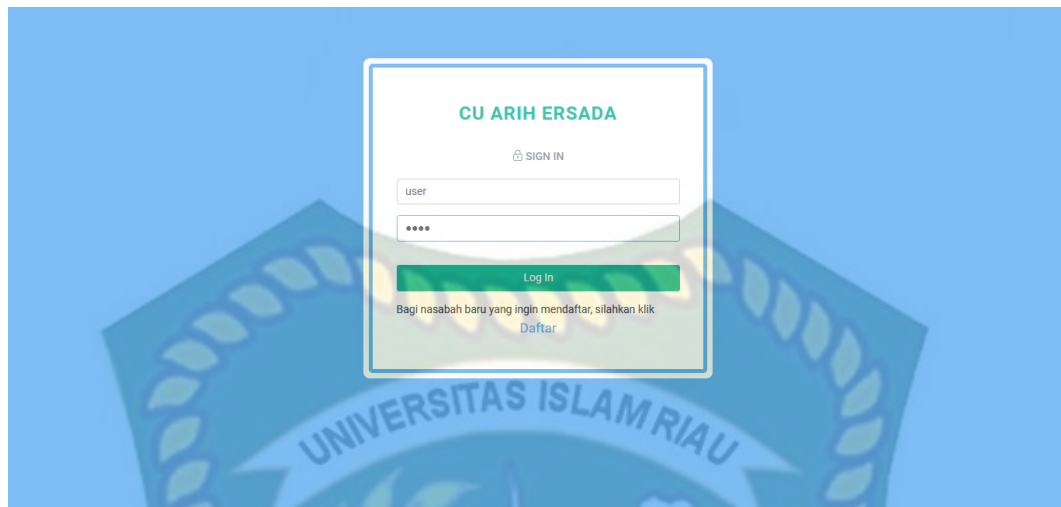 CU ARIH ERSADA
SIGN IN
user
••••
Log In
Bagi nasabah baru yang ingin mendaftar, silahkan klik
Daftar
UNIVERSITAS ISLAM RIAU